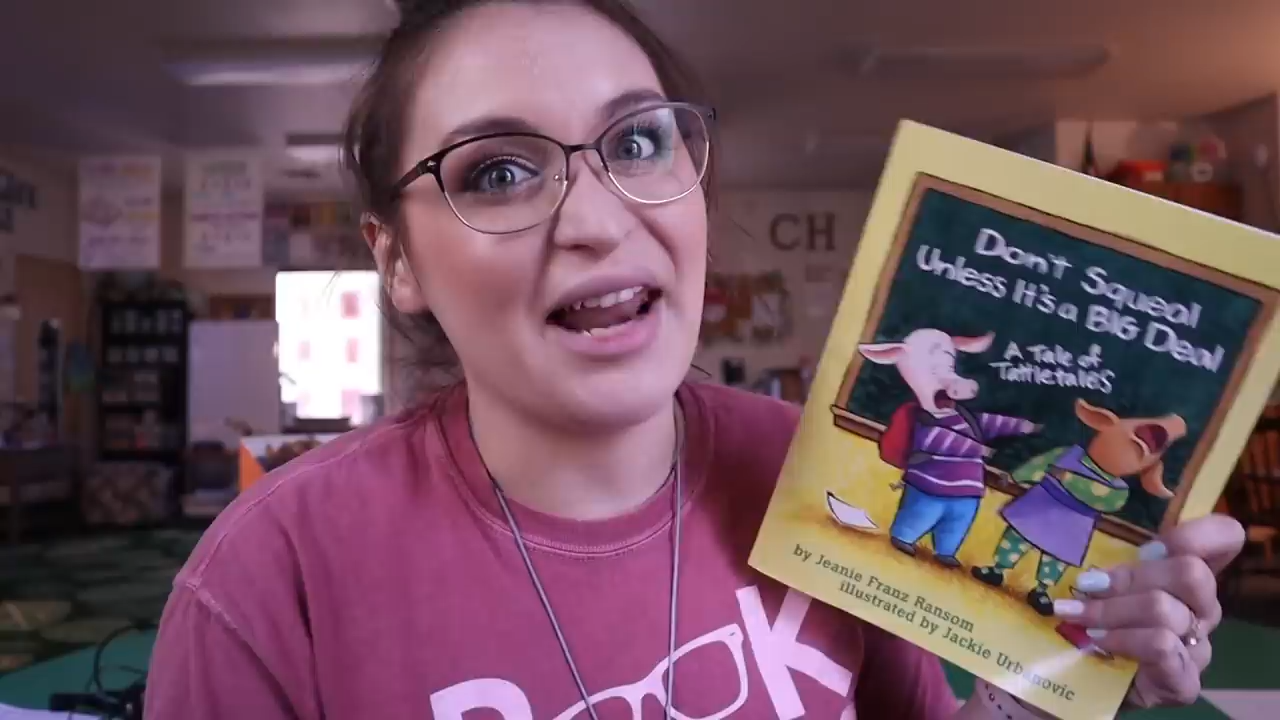 CH
Don't Squeal
Unless It's a BIG Deal
A Tale of
Tattletales
by Jeanie Franz Ransom
illustrated by Jackie Urbanovic